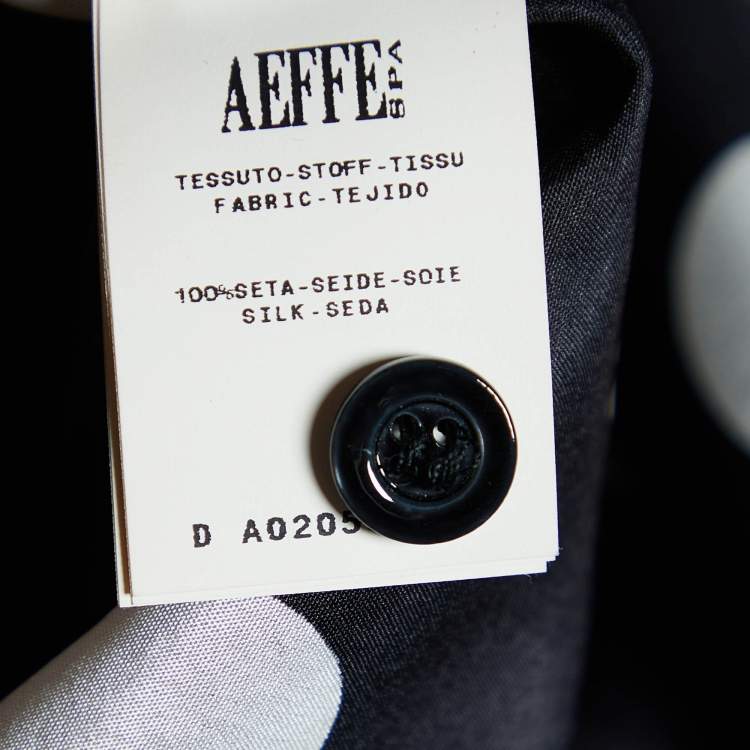 AEFFE SPA
TESSUTO-STOFF-TISSU
FABRIC-TEJIDO
100%SETA-SEIDE-SOIE
SILK-SEDA
D A0205